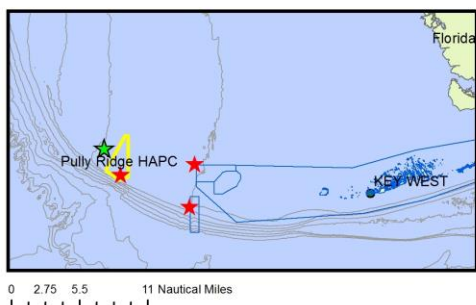 Florida
Pully Ridge HAPC
KEY WEST
0 2.75 5.5 11 Nautical Miles